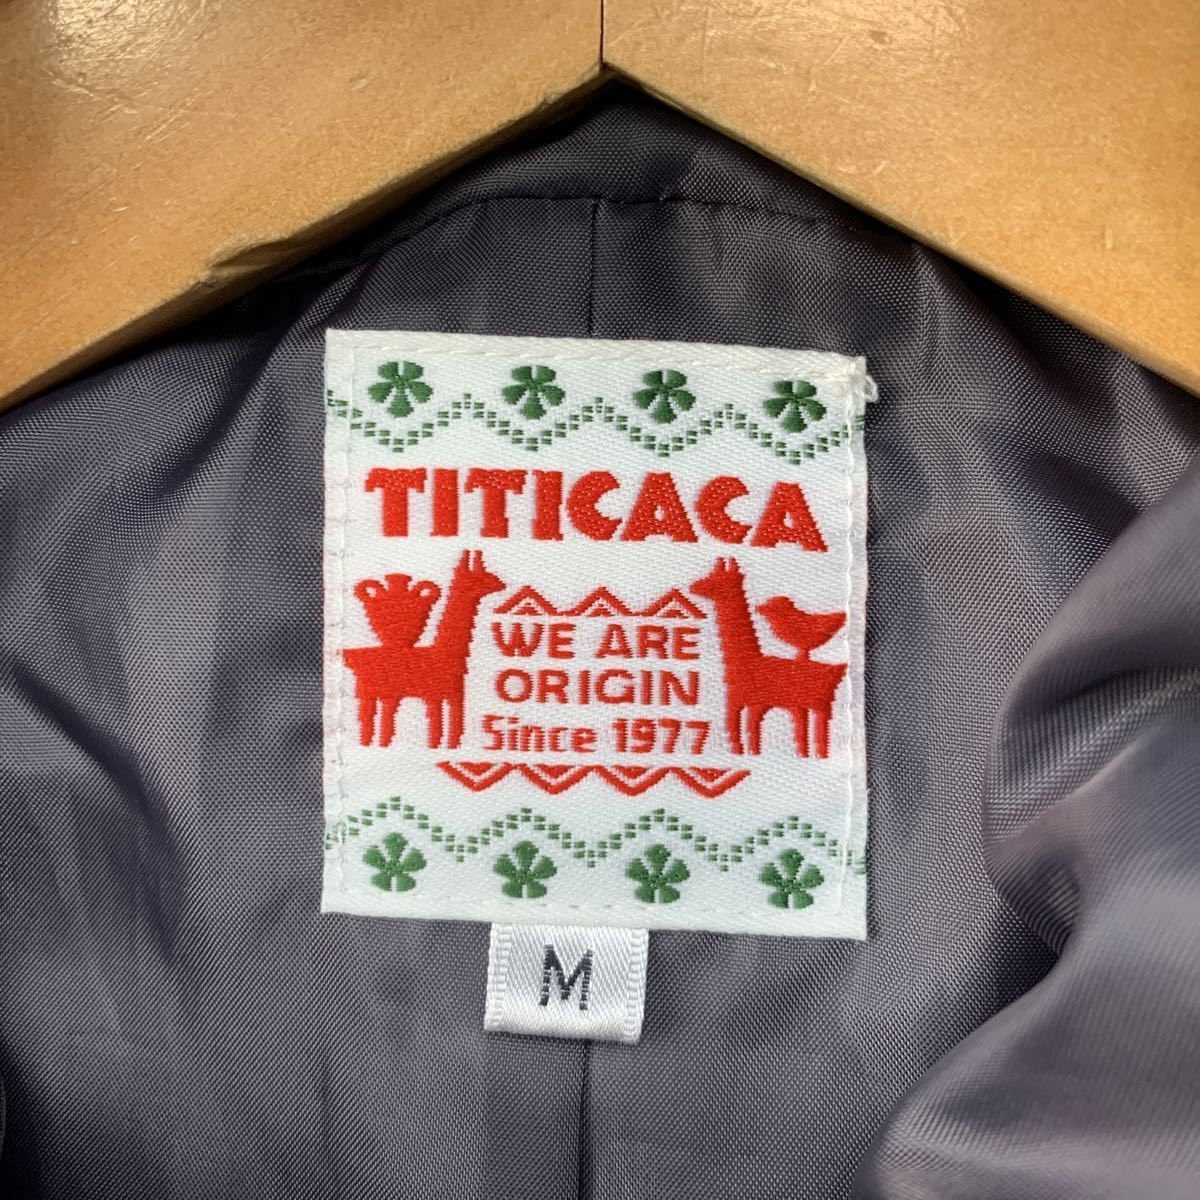 TITICACA
WE ARE
ORIGIN
Since 1977
M